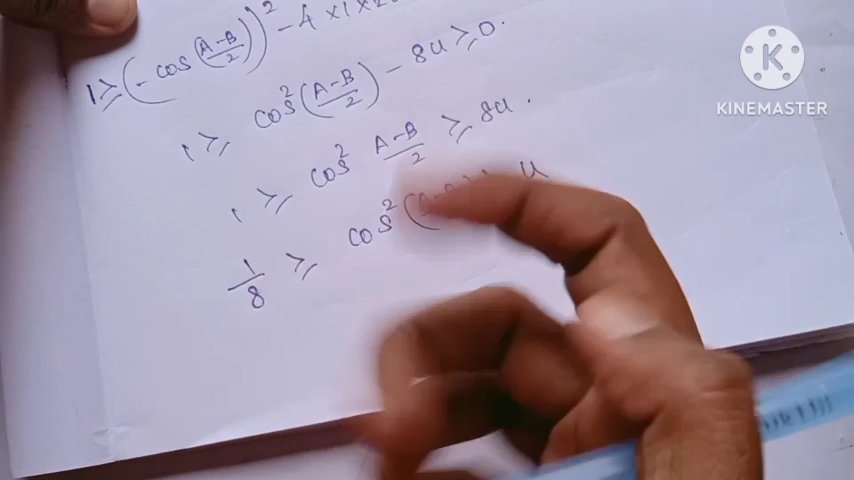 1 ≥ (-cos(A-B/2))² - 4×1×2
1 ≥ cos²(A-B/2) - 8u ≥ 0.
1 ≥ cos² A-B/2 ≥ 8u.
1/8 ≥ cos²( u
K
KINEMASTER